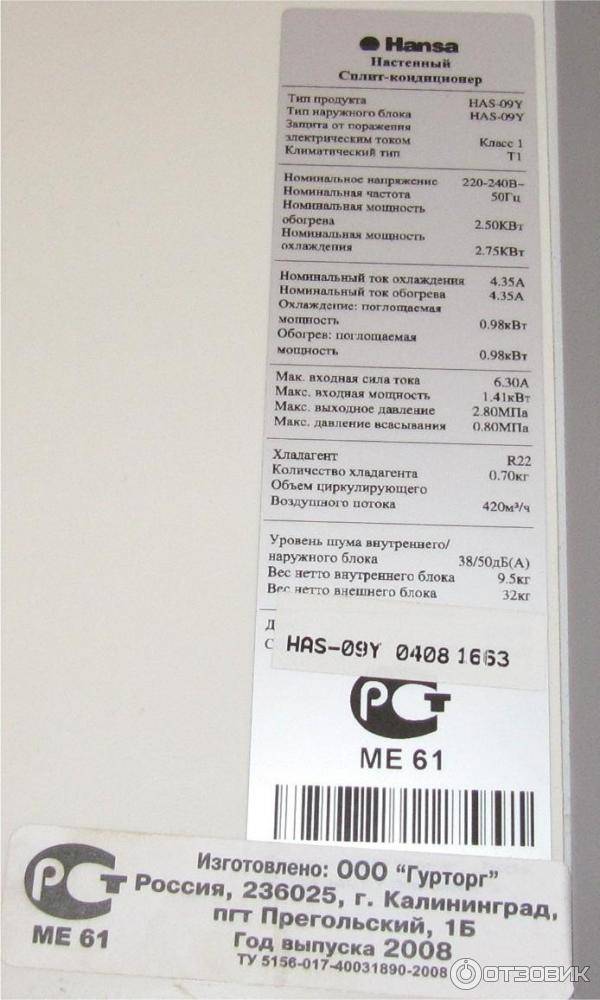 Hansa
Настенный
Сплит-кондиционер
Тип продукта HAS-09Y
Тип наружного блока HAS-09Y
Защита от поражения
электрическим током Класс 1
Климатический тип T1
Номинальное напряжение 220-240В~
Номинальная частота 50Гц
Номинальная мощность
обогрева 2.50КВт
Номинальная мощность
охлаждения 2.75КВт
Номинальный ток охлаждения 4.35А
Номинальный ток обогрева 4.35А
Охлаждение: поглощаемая
мощность 0.98кВт
Обогрев: поглощаемая
мощность 0.98кВт
Мак. входная сила тока 6.30А
Макс. входная мощность 1.41кВт
Макс. выходное давление 2.80МПа
Макс. давление всасывания 0.80МПа
Хладагент R22
Количество хладагента 0.70кг
Объем циркулирующего
Воздушного потока 420м³/ч
Уровень шума внутреннего/
наружного блока 38/50дБ(А)
Вес нетто внутреннего блока 9.5кг
Вес нетто внешнего блока 32кг
HAS-09Y 0408 1663
РСТ
МЕ 61
РСТ
МЕ 61
Изготовлено: ООО "Гурторг"
Россия, 236025, г. Калининград,
пгт Прегольский, 1Б
Год выпуска 2008
ТУ 5156-017-40031890-2008
ОТЗОВИК